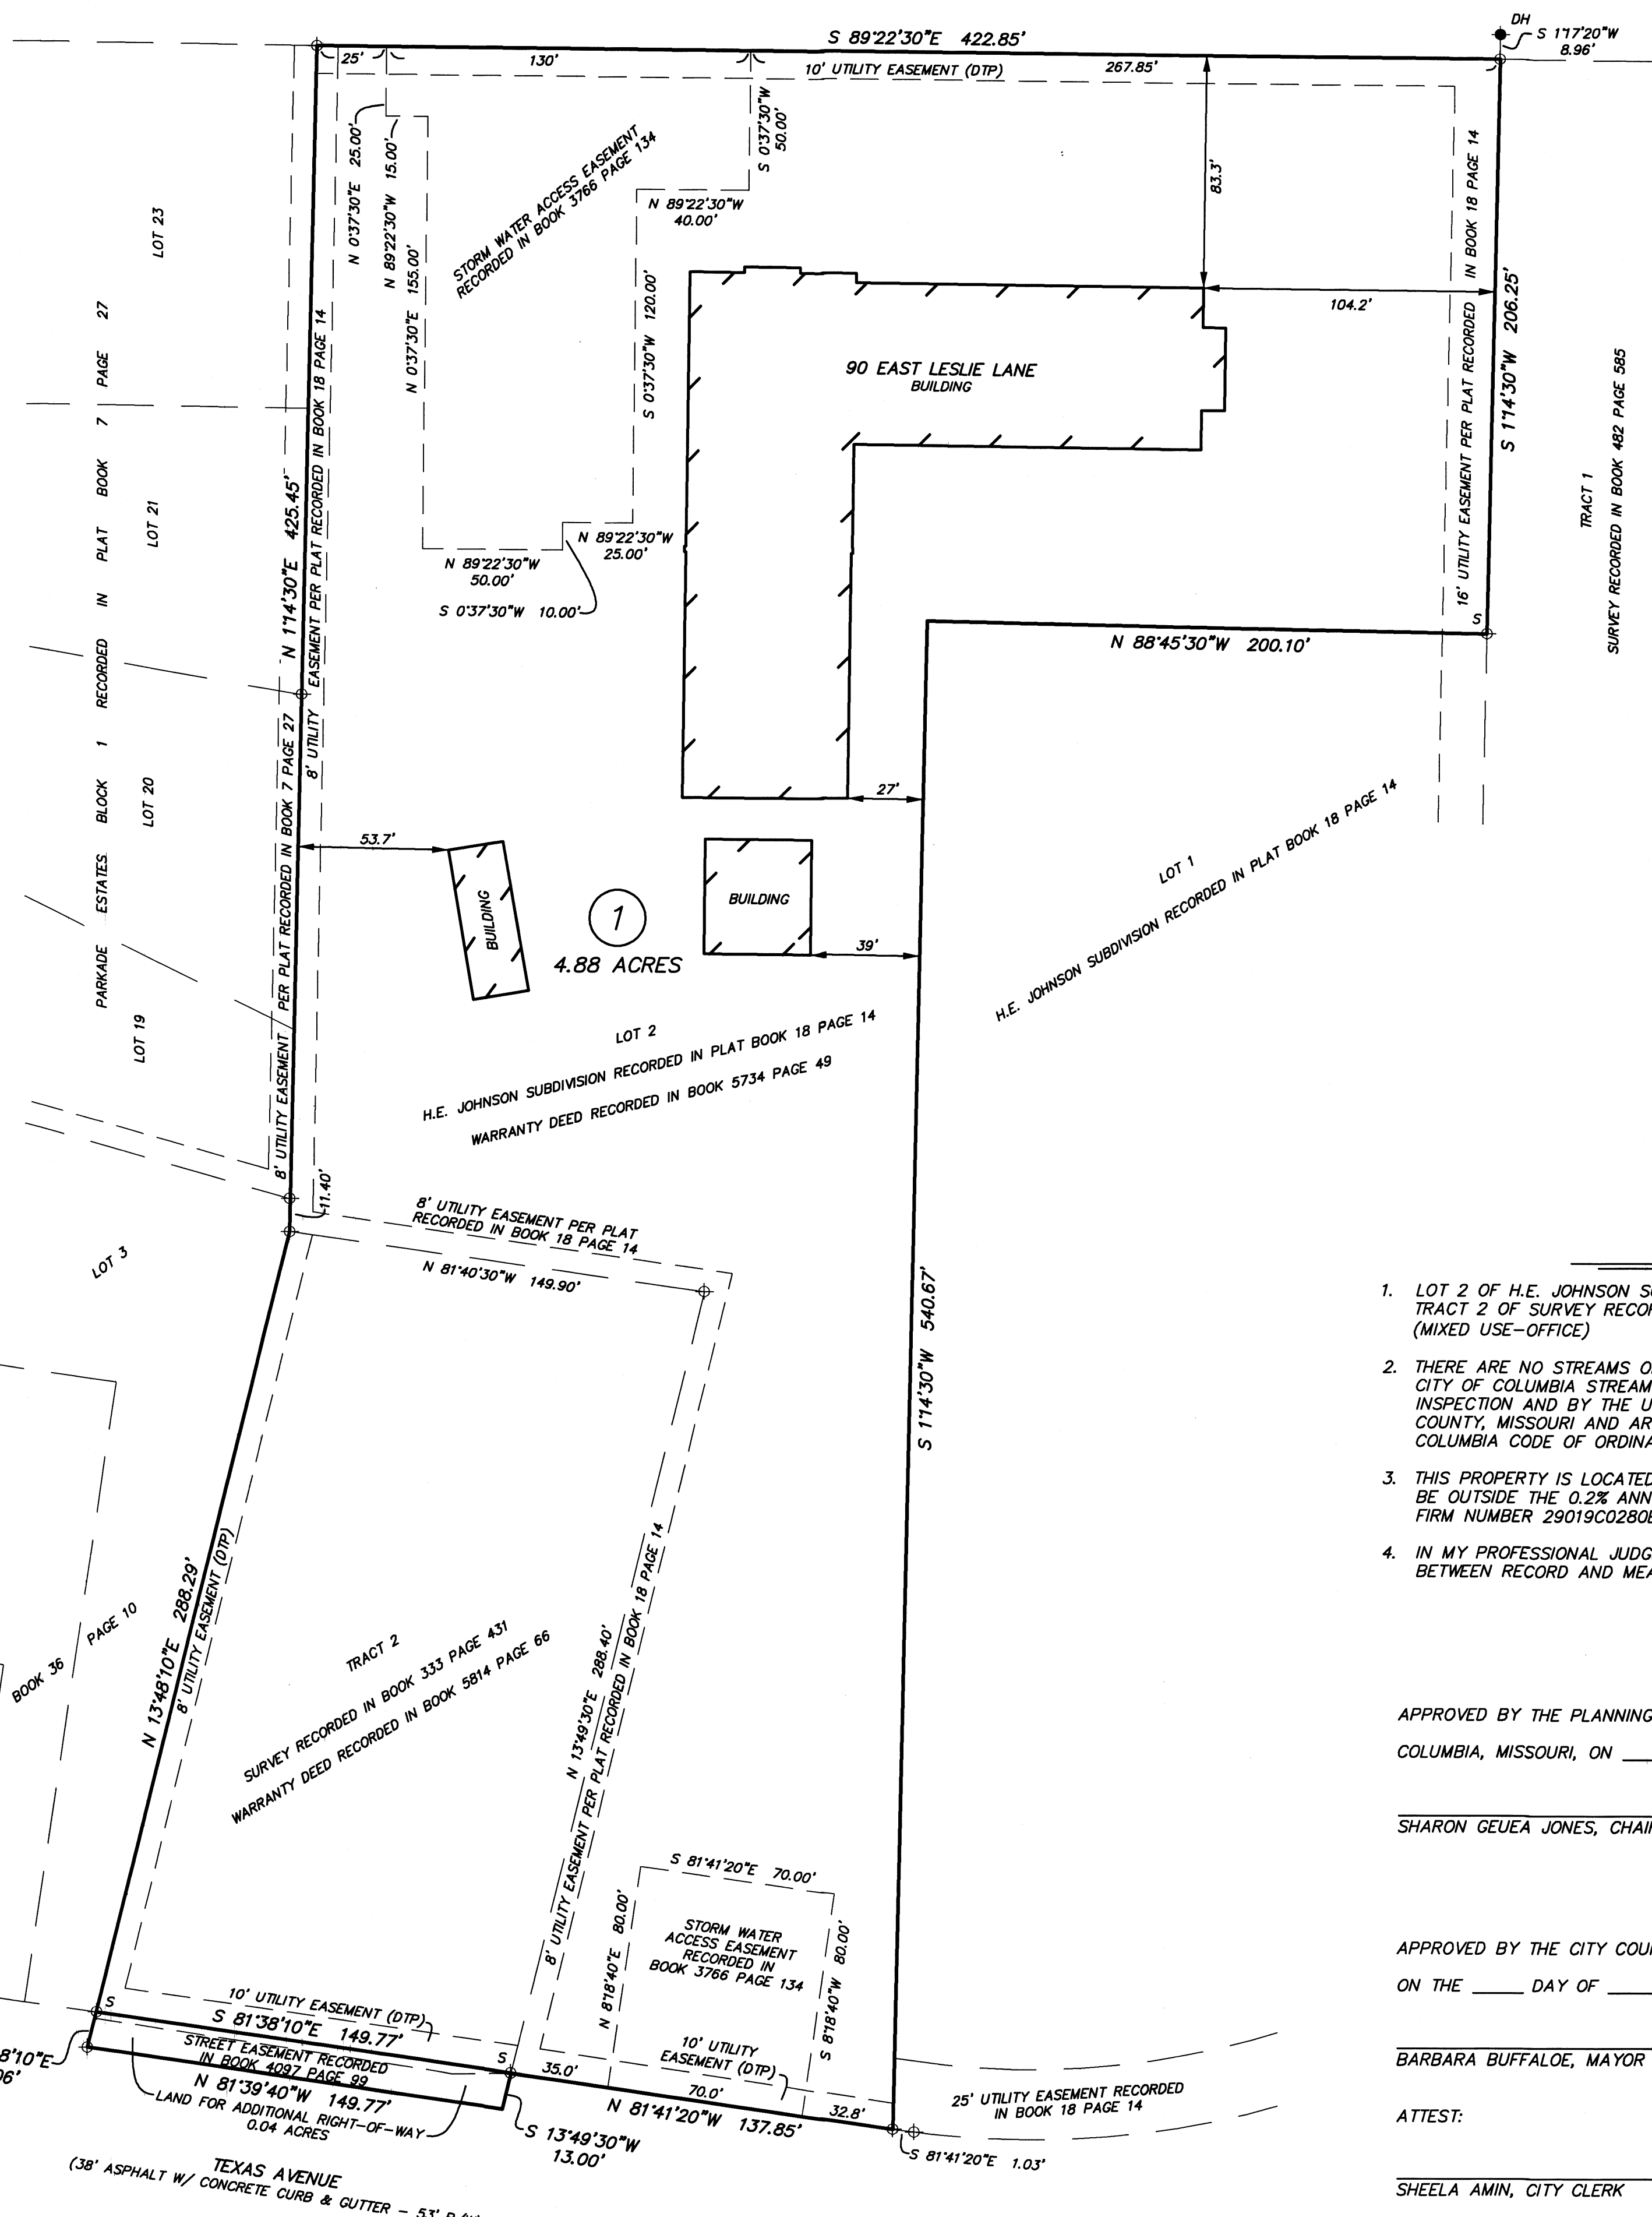 S 89°22'30"E 422.85'
DH
S 1°17'20"W
8.96'
25'
130'
10' UTILITY EASEMENT (DTP)
267.85'
N 0°37'30"E 25.00'
N 89°22'30"W 15.00'
N 0°37'30"E 155.00'
STORM WATER ACCESS EASEMENT
RECORDED IN BOOK 3766 PAGE 134
S 0°37'30"W
50.00'
N 89°22'30"W
40.00'
S 0°37'30"W 120.00'
83.3'
104.2'
90 EAST LESLIE LANE
BUILDING
16' UTILITY EASEMENT PER PLAT RECORDED IN BOOK 18 PAGE 14
S 1°14'30"W 206.25'
TRACT 1
SURVEY RECORDED IN BOOK 482 PAGE 585
LOT 23
LOT 21
LOT 20
LOT 19
PARKADE ESTATES BLOCK 1 RECORDED IN PLAT BOOK 7 PAGE 27
N 1°14'30"E 425.45'
8' UTILITY EASEMENT PER PLAT RECORDED IN BOOK 18 PAGE 14
8' UTILITY EASEMENT PER PLAT RECORDED IN BOOK 7 PAGE 27
N 89°22'30"W
25.00'
N 89°22'30"W
50.00'
S 0°37'30"W 10.00'
S
N 88°45'30"W 200.10'
27'
53.7'
BUILDING
1
4.88 ACRES
BUILDING
39'
LOT 1
H.E. JOHNSON SUBDIVISION RECORDED IN PLAT BOOK 18 PAGE 14
LOT 2
H.E. JOHNSON SUBDIVISION RECORDED IN PLAT BOOK 18 PAGE 14
WARRANTY DEED RECORDED IN BOOK 5734 PAGE 49
11.40'
8' UTILITY EASEMENT PER PLAT
RECORDED IN BOOK 18 PAGE 14
N 81°40'30"W 149.90'
LOT 3
S 1°14'30"W 540.67'
1. LOT 2 OF H.E. JOHNSON
TRACT 2 OF SURVEY
(MIXED USE-OFFICE)
2. THERE ARE NO STREAMS
CITY OF COLUMBIA STREAM
INSPECTION AND BY THE
COUNTY, MISSOURI AND
COLUMBIA CODE OF
3. THIS PROPERTY IS LOCATED
BE OUTSIDE THE 0.2%
FIRM NUMBER 29019C0280
4. IN MY PROFESSIONAL
BETWEEN RECORD AND
N 13°48'10"E 288.29'
8' UTILITY EASEMENT (DTP)
BOOK 36 PAGE 10
TRACT 2
SURVEY RECORDED IN BOOK 333 PAGE 431
WARRANTY DEED RECORDED IN BOOK 5814 PAGE 66
N 13°49'30"E 288.40'
8' UTILITY EASEMENT PER PLAT RECORDED IN BOOK 18 PAGE 14
APPROVED BY THE PLANNING
COLUMBIA, MISSOURI, ON
SHARON GEUEA JONES,
S 81°41'20"E 70.00'
N 8°18'40"E 80.00'
STORM WATER
ACCESS EASEMENT
RECORDED IN
BOOK 3766 PAGE 134
S 8°18'40"W 80.00'
APPROVED BY THE CITY
ON THE _____ DAY OF
BARBARA BUFFALOE, MAYOR
ATTEST:
SHEELA AMIN, CITY CLERK
S
10' UTILITY EASEMENT (DTP)
S 81°38'10"E 149.77'
S
STREET EASEMENT RECORDED
IN BOOK 4097 PAGE 99
N 81°39'40"W 149.77'
LAND FOR ADDITIONAL RIGHT-OF-WAY
0.04 ACRES
8'10"E
06'
35.0'
10' UTILITY
EASEMENT (DTP)
70.0'
32.8'
N 81°41'20"W 137.85'
S 13°49'30"W
13.00'
25' UTILITY EASEMENT RECORDED
IN BOOK 18 PAGE 14
S 81°41'20"E 1.03'
TEXAS AVENUE
(38' ASPHALT W/ CONCRETE CURB & GUTTER - 53'